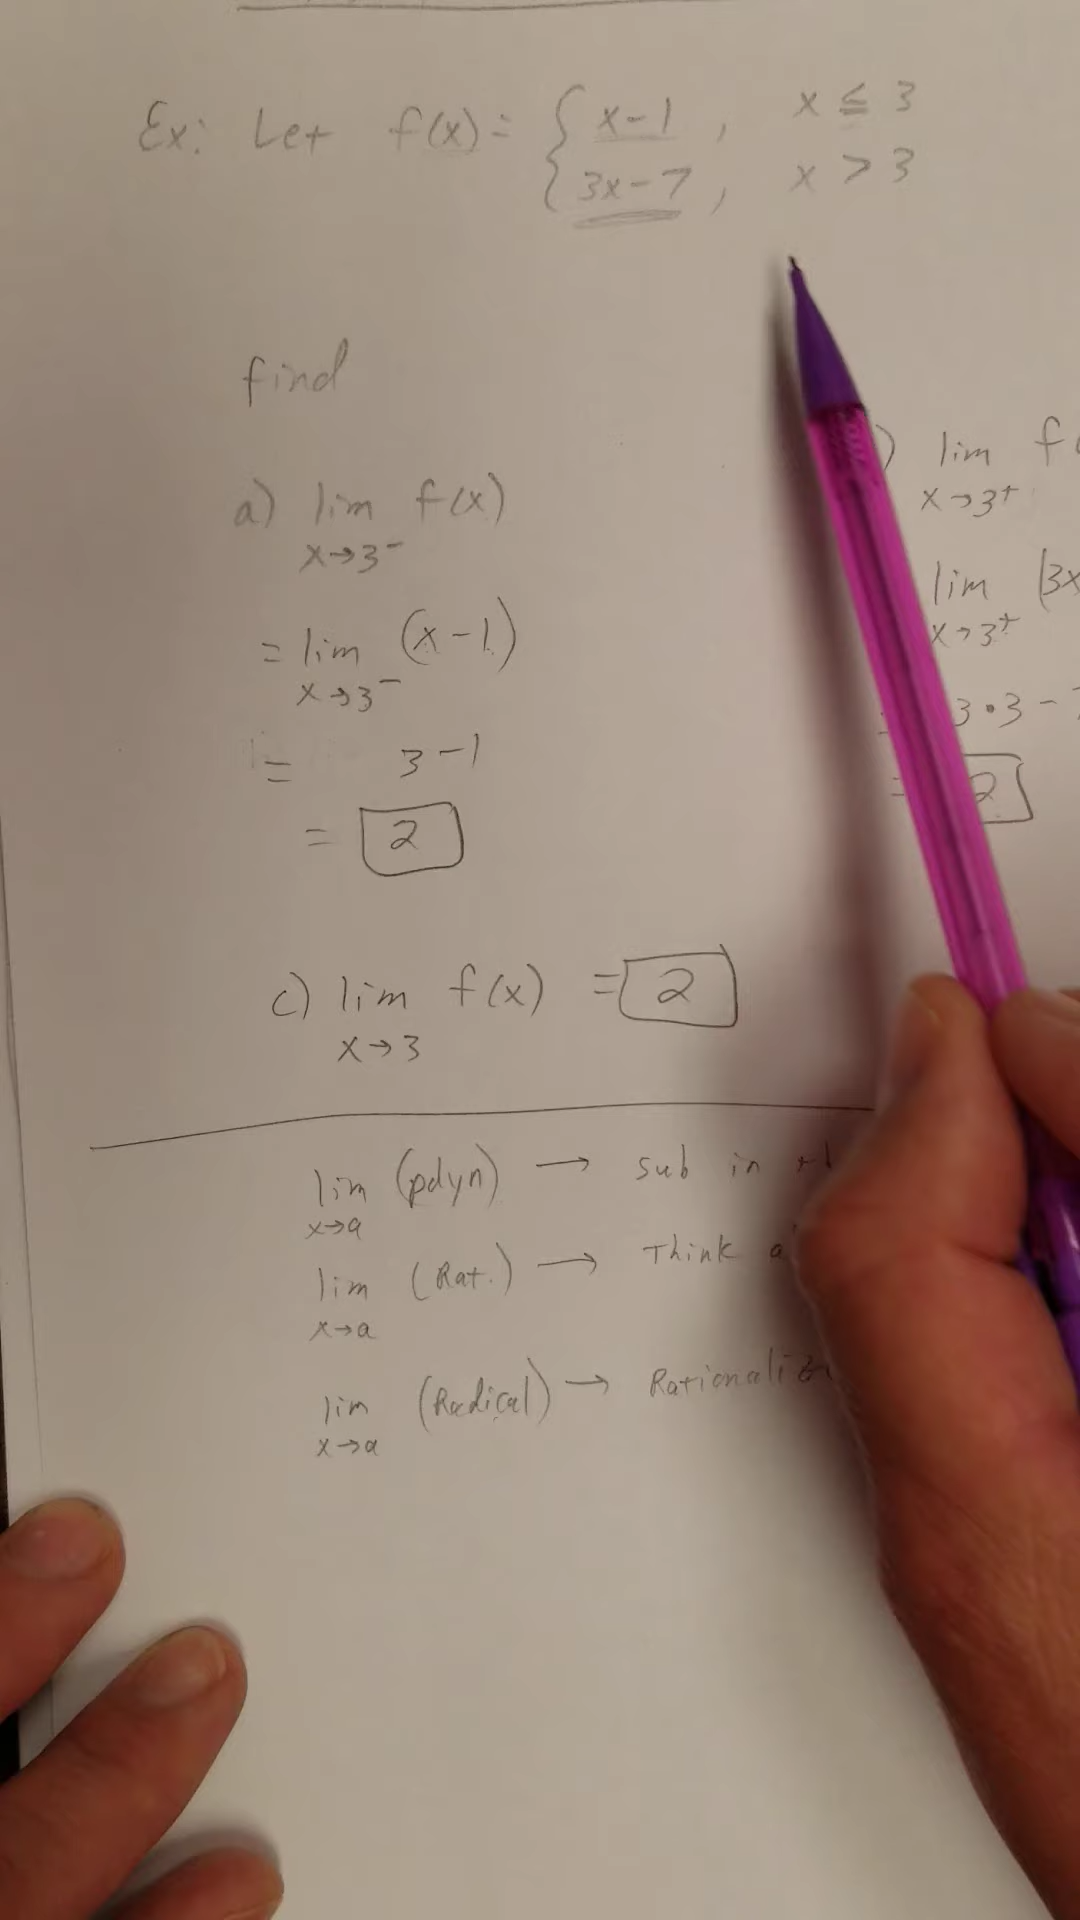 Ex: Let f(x) = { x-1 , x ≤ 3
3x-7 , x > 3
find
a) lim f(x)
x→3⁻
= lim (x-1)
x→3⁻
= 3-1
= 2
) lim f(
x→3⁺
lim (3x
x→3⁺
3•3-
= 2
c) lim f(x) = 2
x→3
lim (polyn) → sub in
x→a
lim (Rat.) → Think
x→a
lim (Radical) →
x→a